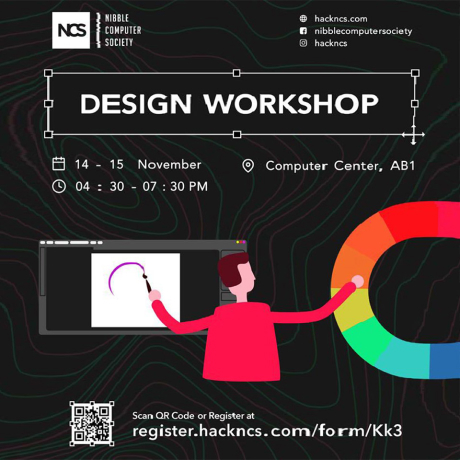 NCS
NIBBLE
COMPUTER
SOCIETY
hackncs.com
nibblecomputersociety
hackncs
DESIGN WORKSHOP
14 - 15 November
Computer Center, AB1
04 : 30 - 07 : 30 PM
Scan QR Code or Register at
register.hackncs.com/form/Kk3